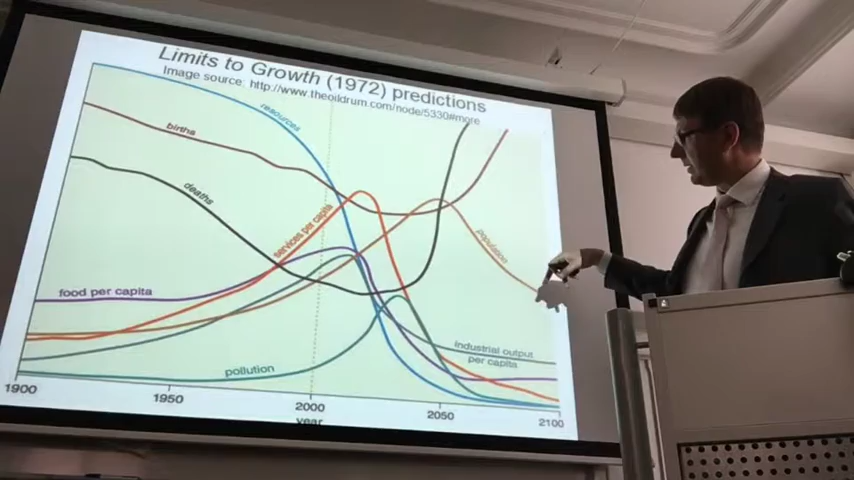 Limits to Growth (1972) predictions
Image source: http://www.theoildrum.com/node/5330#more
resources
births
deaths
services per capita
population
food per capita
industrial output
per capita
pollution
1900
1950
2000
2050
2100
year